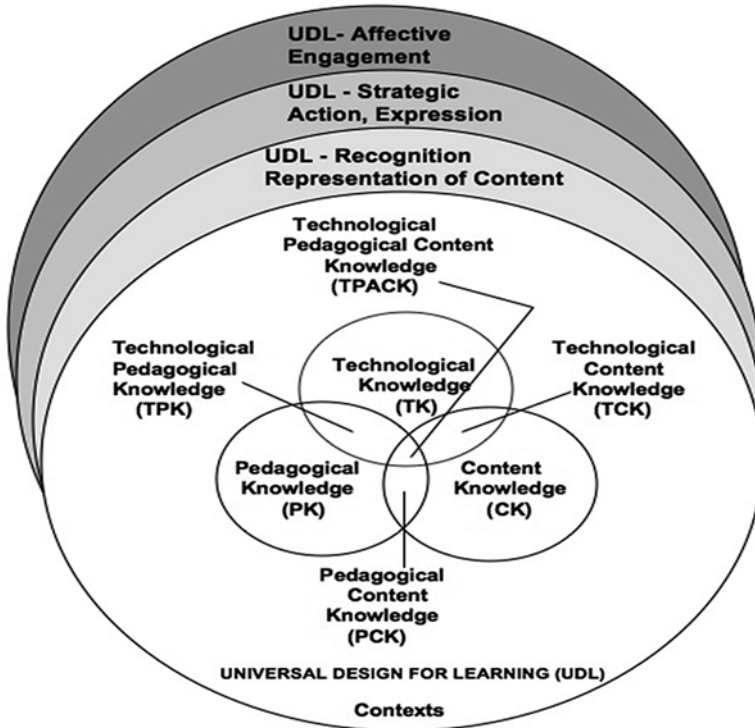 UDL- Affective
Engagement
UDL - Strategic
Action, Expression
UDL - Recognition
Representation of Content
Technological
Pedagogical Content
Knowledge
(TPACK)
Technological
Pedagogical
Knowledge
(TPK)
Technological
Knowledge
(TK)
Technological
Content
Knowledge
(TCK)
Pedagogical
Knowledge
(PK)
Content
Knowledge
(CK)
Pedagogical
Content
Knowledge
(PCK)
UNIVERSAL DESIGN FOR LEARNING (UDL)
Contexts